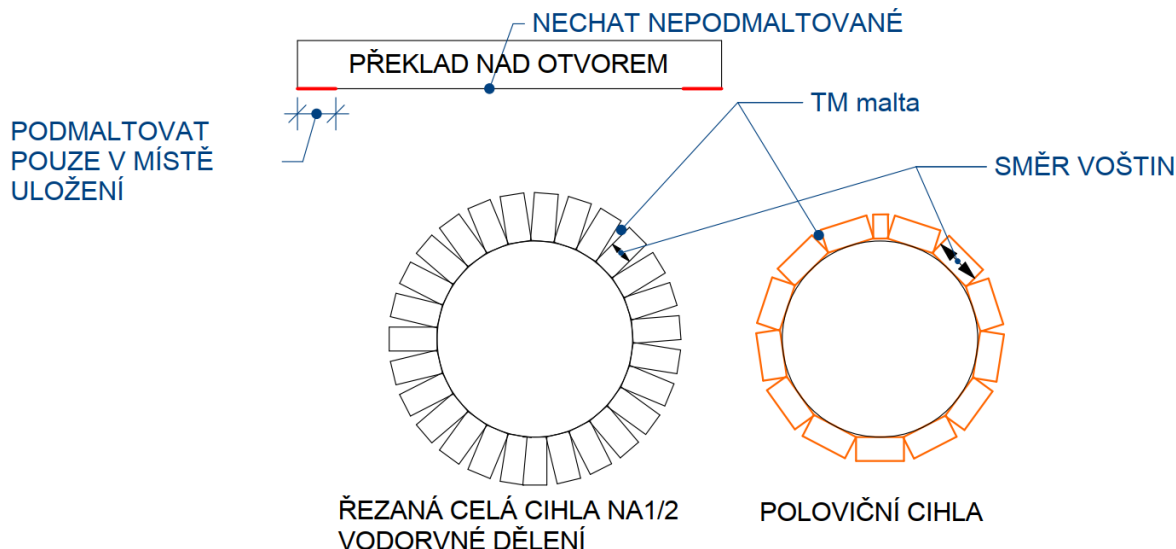 NECHAT NEPODMALTOVANÉ
PŘEKLAD NAD OTVOREM
TM malta
PODMALTOVAT
POUZE V MÍSTĚ
ULOŽENÍ
SMĚR VOŠTIN
ŘEZANÁ CELÁ CIHLA NA1/2
VODORVNÉ DĚLENÍ
POLOVIČNÍ CIHLA